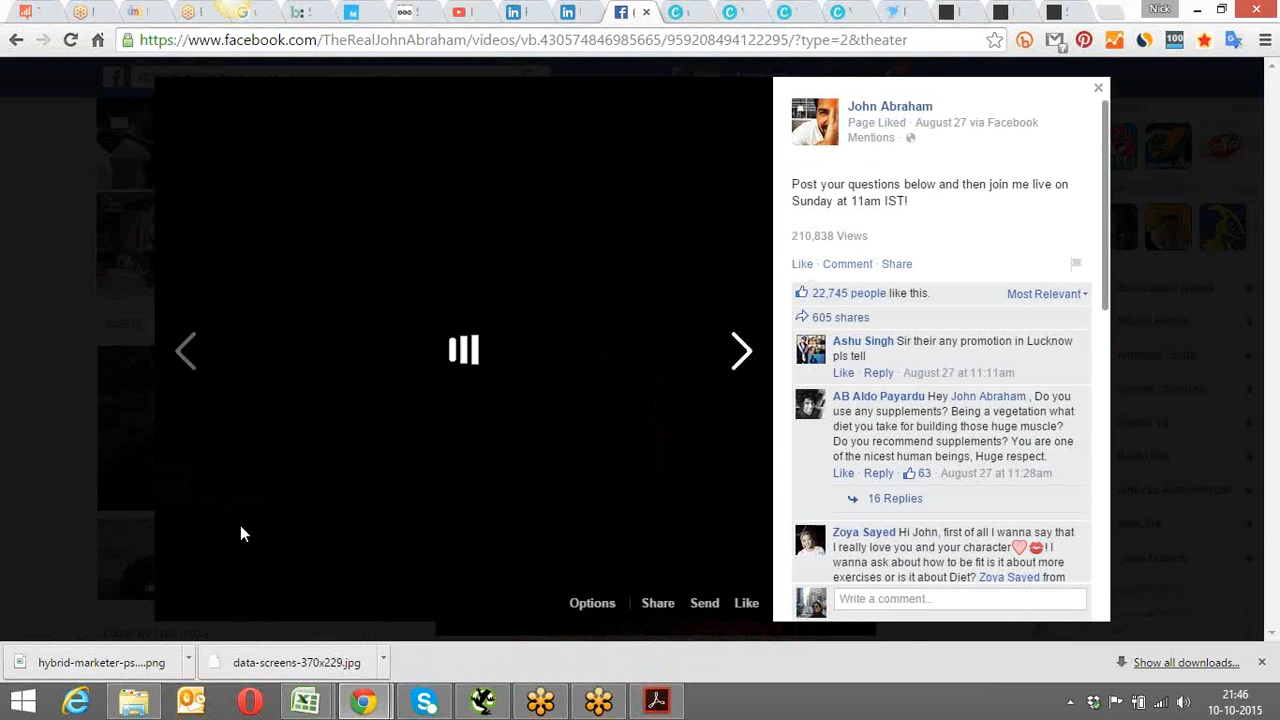 Nick
https://www.facebook.com/TheRealJohnAbraham/videos/vb.430574846985665/959208494122295/?type=2&theater
John Abraham
Page Liked · August 27 via Facebook
Mentions ·
Post your questions below and then join me live on
Sunday at 11am IST!
210,838 Views
Like · Comment · Share
22,745 people like this.
Most Relevant
605 shares
Ashu Singh Sir their any promotion in Lucknow
pls tell
Like · Reply · August 27 at 11:11am
AB Aldo Payardu Hey John Abraham , Do you
use any supplements? Being a vegetation what
diet you take for building those huge muscle?
Do you recommend supplements? You are one
of the nicest human beings, Huge respect.
Like · Reply · 63 · August 27 at 11:28am
16 Replies
Zoya Sayed Hi John, first of all I wanna say that
I really love you and your character ! I
wanna ask about how to be fit is it about more
exercises or is it about Diet? Zoya Sayed from
Write a comment...
Options
Share
Send
Like
hybrid-marketer-ps....png
data-screens-370x229.jpg
Show all downloads...
21:46
10-10-2015